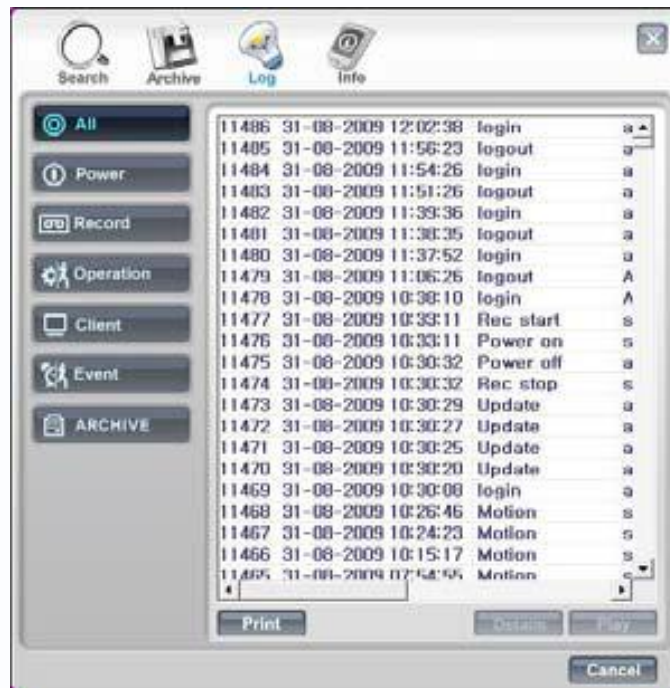 Search Archive Log Info
All
Power
Record
Operation
Client
Event
ARCHIVE
11486 31-08-2009 12:02:38 login a
11485 31-08-2009 11:56:23 logout a
11484 31-08-2009 11:54:26 login a
11483 31-08-2009 11:51:26 logout a
11482 31-08-2009 11:39:36 login a
11481 31-08-2009 11:38:35 logout a
11480 31-08-2009 11:37:52 login a
11479 31-08-2009 11:06:26 logout A
11478 31-08-2009 10:38:10 login A
11477 31-08-2009 10:33:11 Rec start s
11476 31-08-2009 10:33:11 Power on s
11475 31-08-2009 10:30:32 Power off a
11474 31-08-2009 10:30:32 Rec stop s
11473 31-08-2009 10:30:29 Update a
11472 31-08-2009 10:30:27 Update a
11471 31-08-2009 10:30:25 Update a
11470 31-08-2009 10:30:20 Update a
11469 31-08-2009 10:30:08 login a
11468 31-08-2009 10:26:46 Motion s
11467 31-08-2009 10:24:23 Motion s
11466 31-08-2009 10:15:17 Motion s
11465 31-08-2009 07:54:55 Motion s
Print Details Play
Cancel